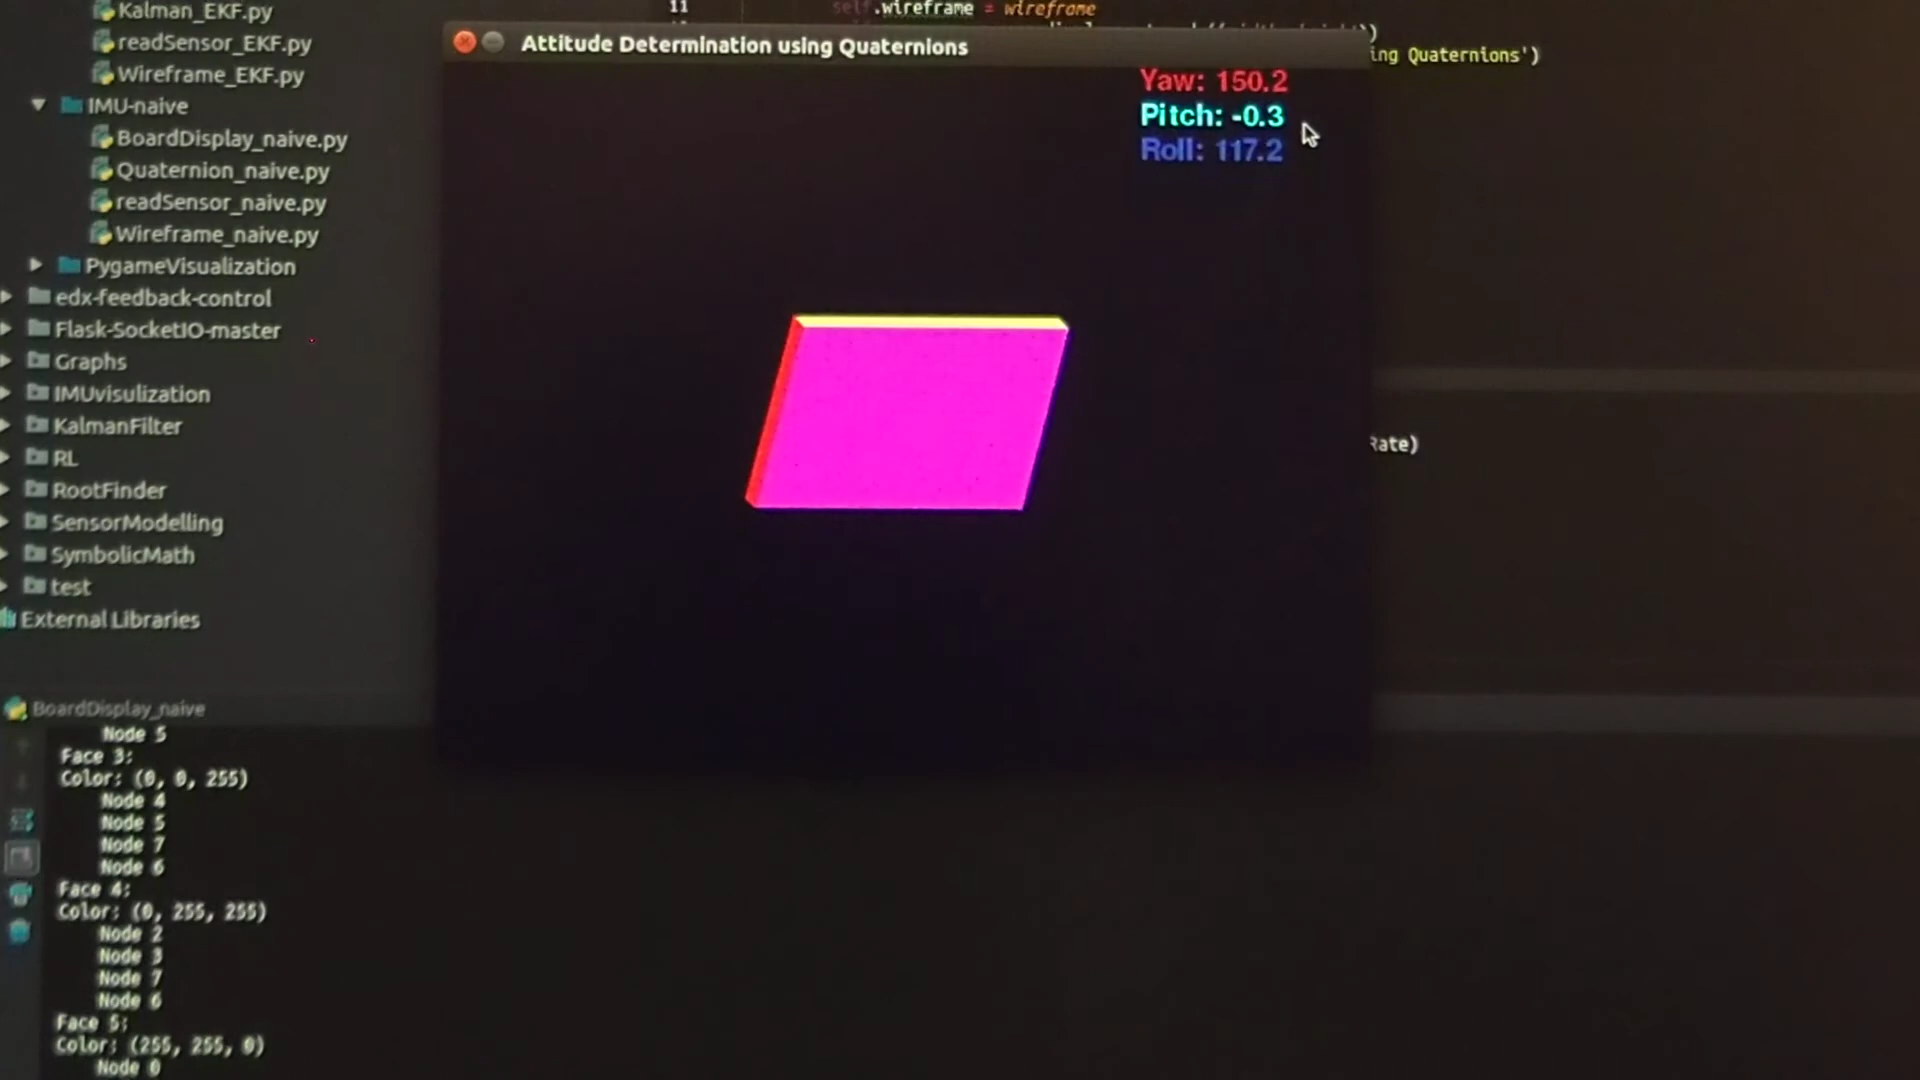 Kalman_EKF.py
readSensor_EKF.py
Wireframe_EKF.py
IMU-naive
BoardDisplay_naive.py
Quaternion_naive.py
readSensor_naive.py
Wireframe_naive.py
PygameVisualization
edx-feedback-control
Flask-SocketIO-master
Graphs
IMUvisulization
KalmanFilter
RL
RootFinder
SensorModelling
SymbolicMath
test
External Libraries
11 self.wireframe = wireframe
ing Quaternions')
Rate)
Attitude Determination using Quaternions
Yaw: 150.2
Pitch: -0.3
Roll: 117.2
BoardDisplay_naive
Node 5
Face 3:
Color: (0, 0, 255)
Node 4
Node 5
Node 7
Node 6
Face 4:
Color: (0, 255, 255)
Node 2
Node 3
Node 7
Node 6
Face 5:
Color: (255, 255, 0)
Node 0